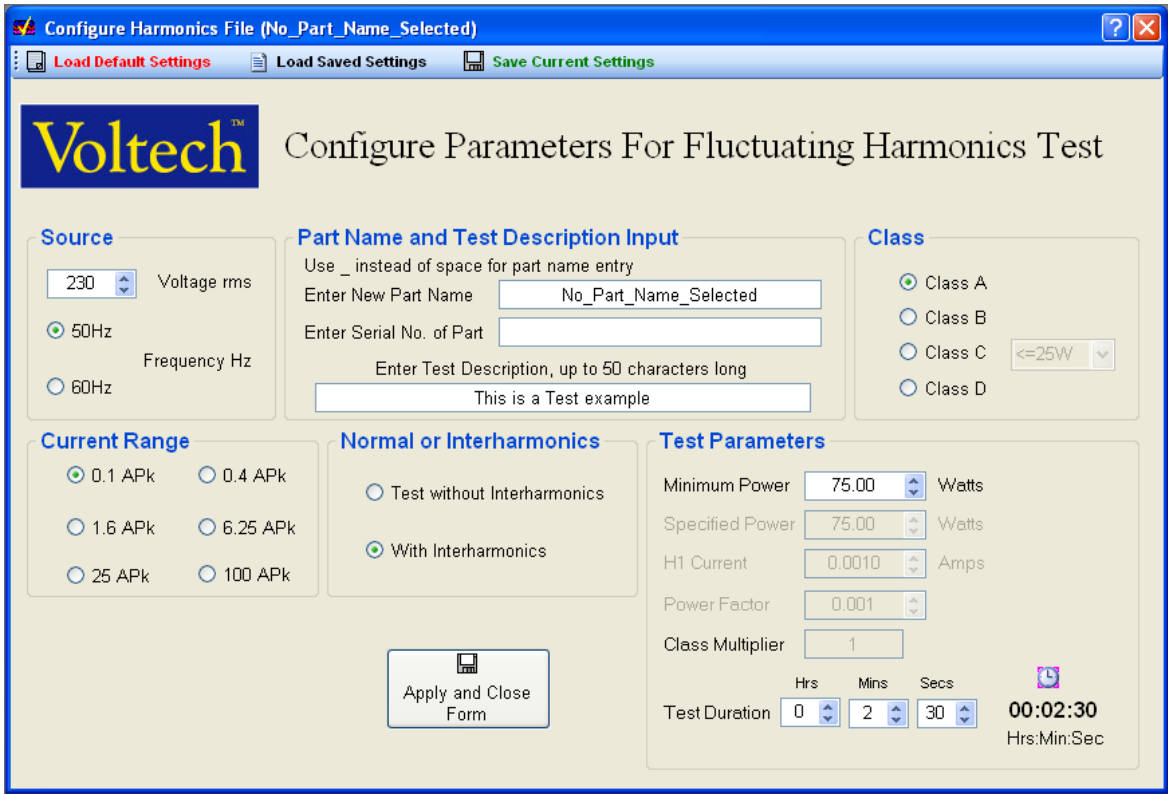 Configure Harmonics File (No_Part_Name_Selected)
Load Default Settings Load Saved Settings Save Current Settings
Voltech™ Configure Parameters For Fluctuating Harmonics Test
Source
230 Voltage rms
50Hz
Frequency Hz
60Hz
Part Name and Test Description Input
Use _ instead of space for part name entry
Enter New Part Name No_Part_Name_Selected
Enter Serial No. of Part
Enter Test Description, up to 50 characters long
This is a Test example
Class
Class A
Class B
Class C <=25W
Class D
Current Range
0.1 APk 0.4 APk
1.6 APk 6.25 APk
25 APk 100 APk
Normal or Interharmonics
Test without Interharmonics
With Interharmonics
Apply and Close
Form
Test Parameters
Minimum Power 75.00 Watts
Specified Power 75.00 Watts
H1 Current 0.0010 Amps
Power Factor 0.001
Class Multiplier 1
Hrs Mins Secs
Test Duration 0 2 30 00:02:30
Hrs:Min:Sec